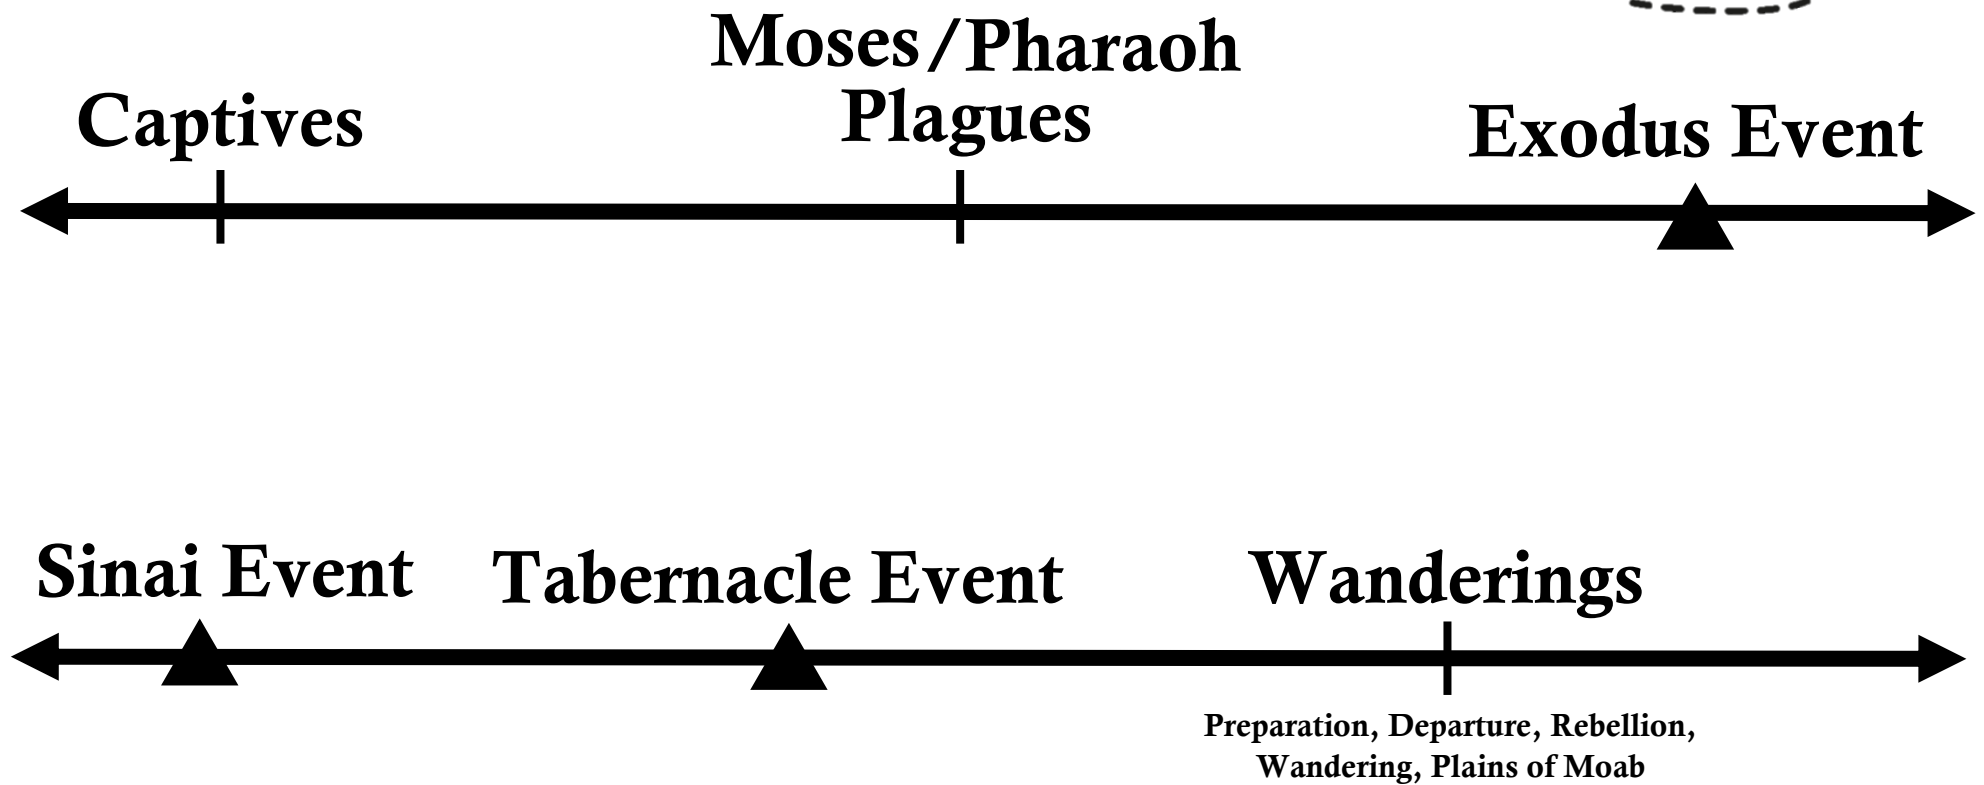 Moses/Pharaoh
Plagues
Captives
Exodus Event
Sinai Event
Tabernacle Event
Wanderings
Preparation, Departure, Rebellion,
Wandering, Plains of Moab